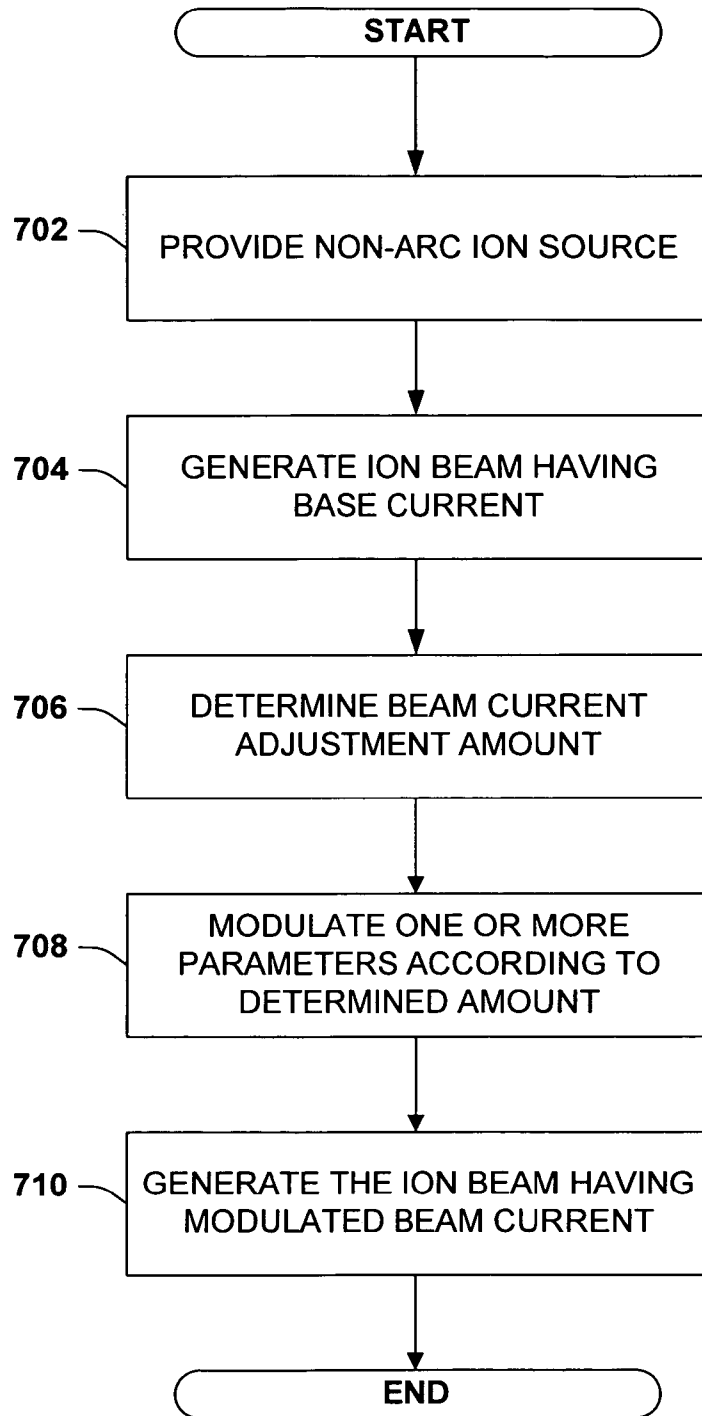 START
702
PROVIDE NON-ARC ION SOURCE
704
GENERATE ION BEAM HAVING
BASE CURRENT
706
DETERMINE BEAM CURRENT
ADJUSTMENT AMOUNT
708
MODULATE ONE OR MORE
PARAMETERS ACCORDING TO
DETERMINED AMOUNT
710
GENERATE THE ION BEAM HAVING
MODULATED BEAM CURRENT
END